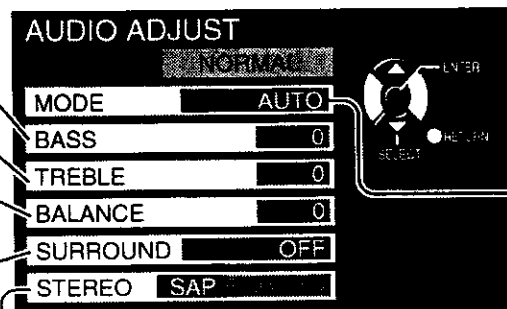 AUDIO ADJUST
NORMAL
MODE AUTO
BASS 0
TREBLE 0
BALANCE 0
SURROUND OFF
STEREO SAP
ENTER
SELECT
RETURN